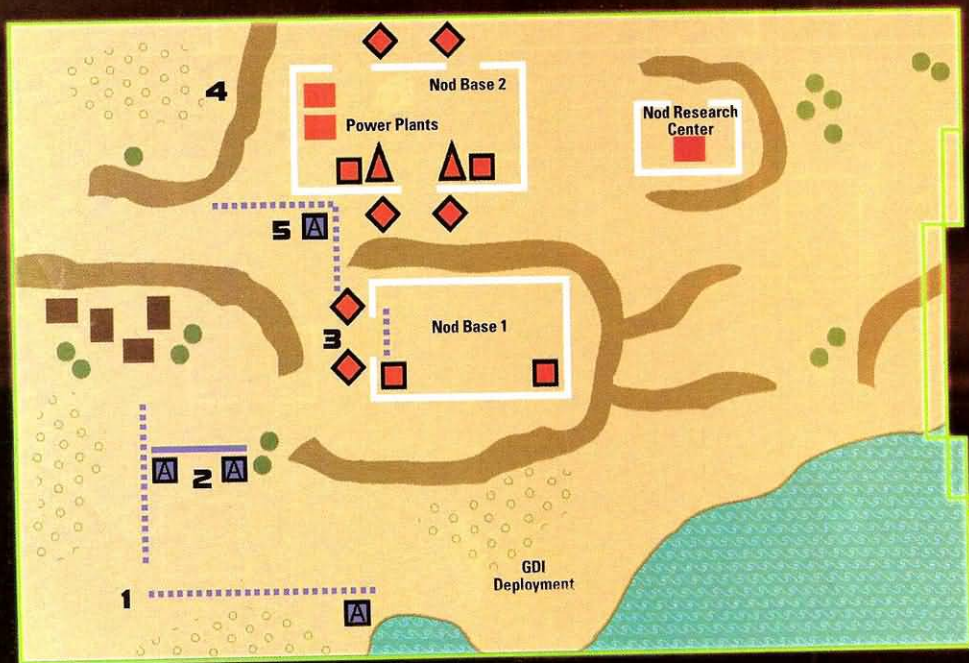 4
Nod Base 2
Power Plants
Nod Research
Center
5
A
3
Nod Base 1
A
2
A
GDI
Deployment
1
A